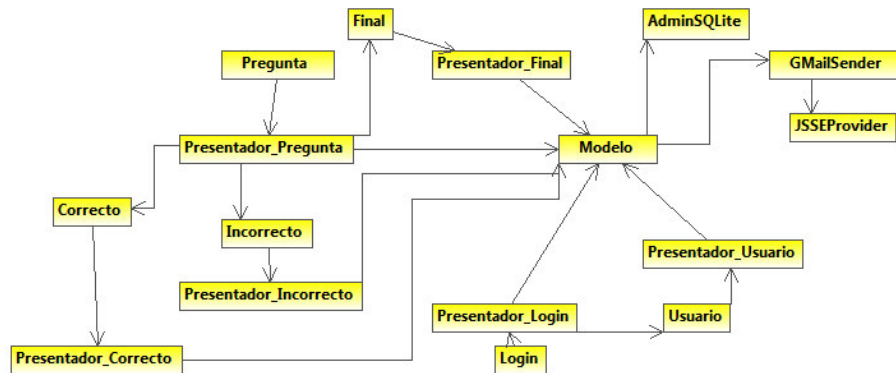 Final
AdminSQLite
Pregunta
Presentador_Final
GMailSender
JSSEProvider
Presentador_Pregunta
Modelo
Correcto
Incorrecto
Presentador_Usuario
Presentador_Incorrecto
Presentador_Login
Usuario
Presentador_Correcto
Login